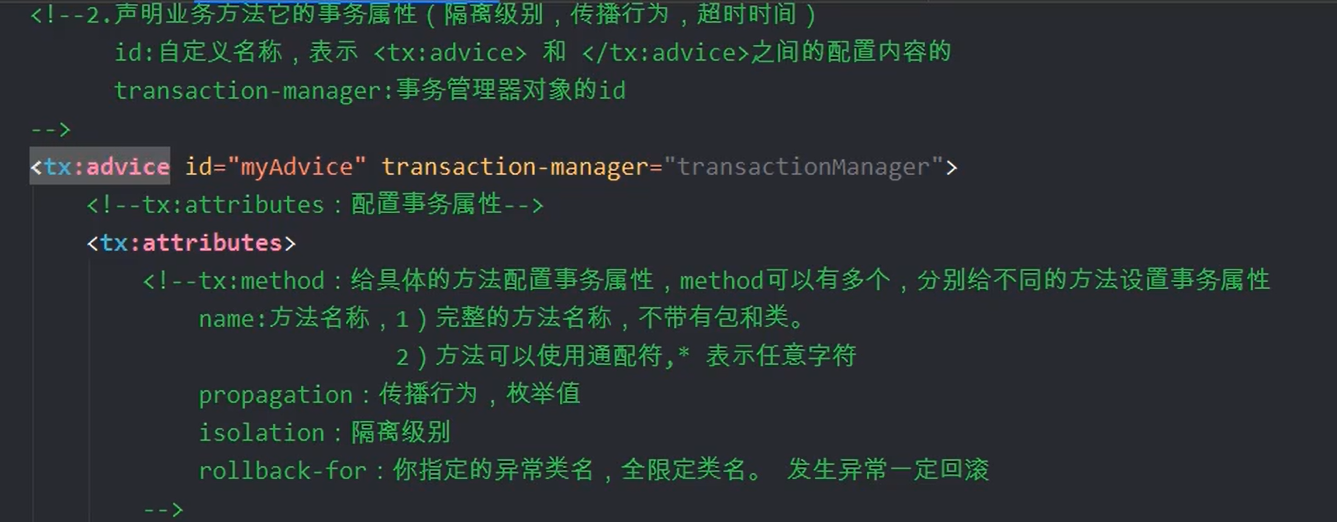 <!--2.声明业务方法它的事务属性（隔离级别，传播行为，超时时间）
id:自定义名称，表示 <tx:advice> 和 </tx:advice>之间的配置内容的
transaction-manager:事务管理器对象的id
-->
<tx:advice id="myAdvice" transaction-manager="transactionManager">
<!--tx:attributes：配置事务属性-->
<tx:attributes>
<!--tx:method：给具体的方法配置事务属性，method可以有多个，分别给不同的方法设置事务属性
name:方法名称，1）完整的方法名称，不带有包和类。
2）方法可以使用通配符,* 表示任意字符
propagation：传播行为，枚举值
isolation：隔离级别
rollback-for：你指定的异常类名，全限定类名。 发生异常一定回滚
-->